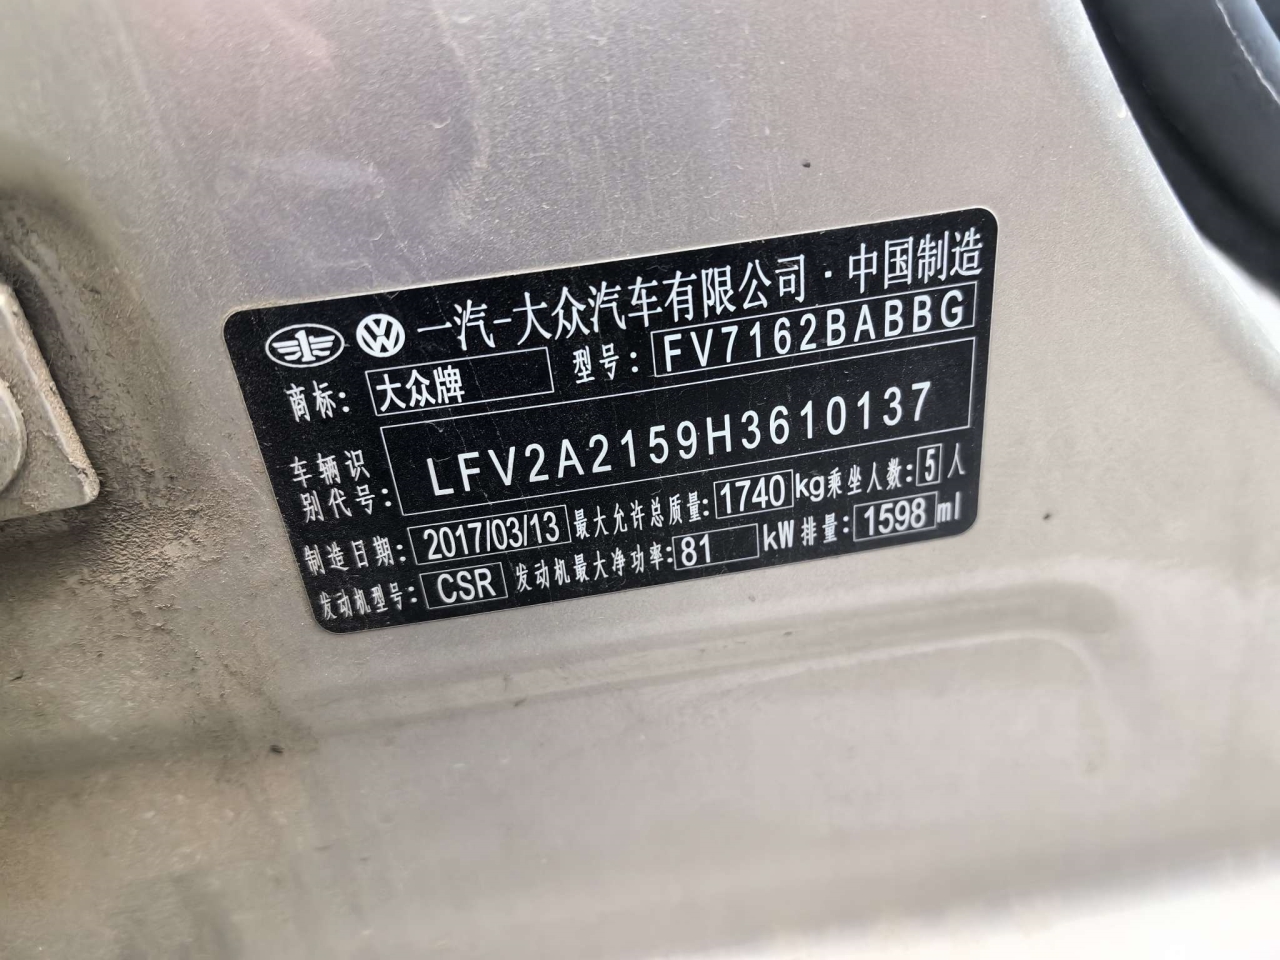 一汽-大众汽车有限公司·中国制造
商标: 大众牌 型号: FV7162BABBG
车辆识别代号: LFV2A2159H3610137
制造日期: 2017/03/13 最大允许总质量: 1740 kg 乘坐人数: 5 人
发动机型号: CSR 发动机最大净功率: 81 kW 排量: 1598 ml